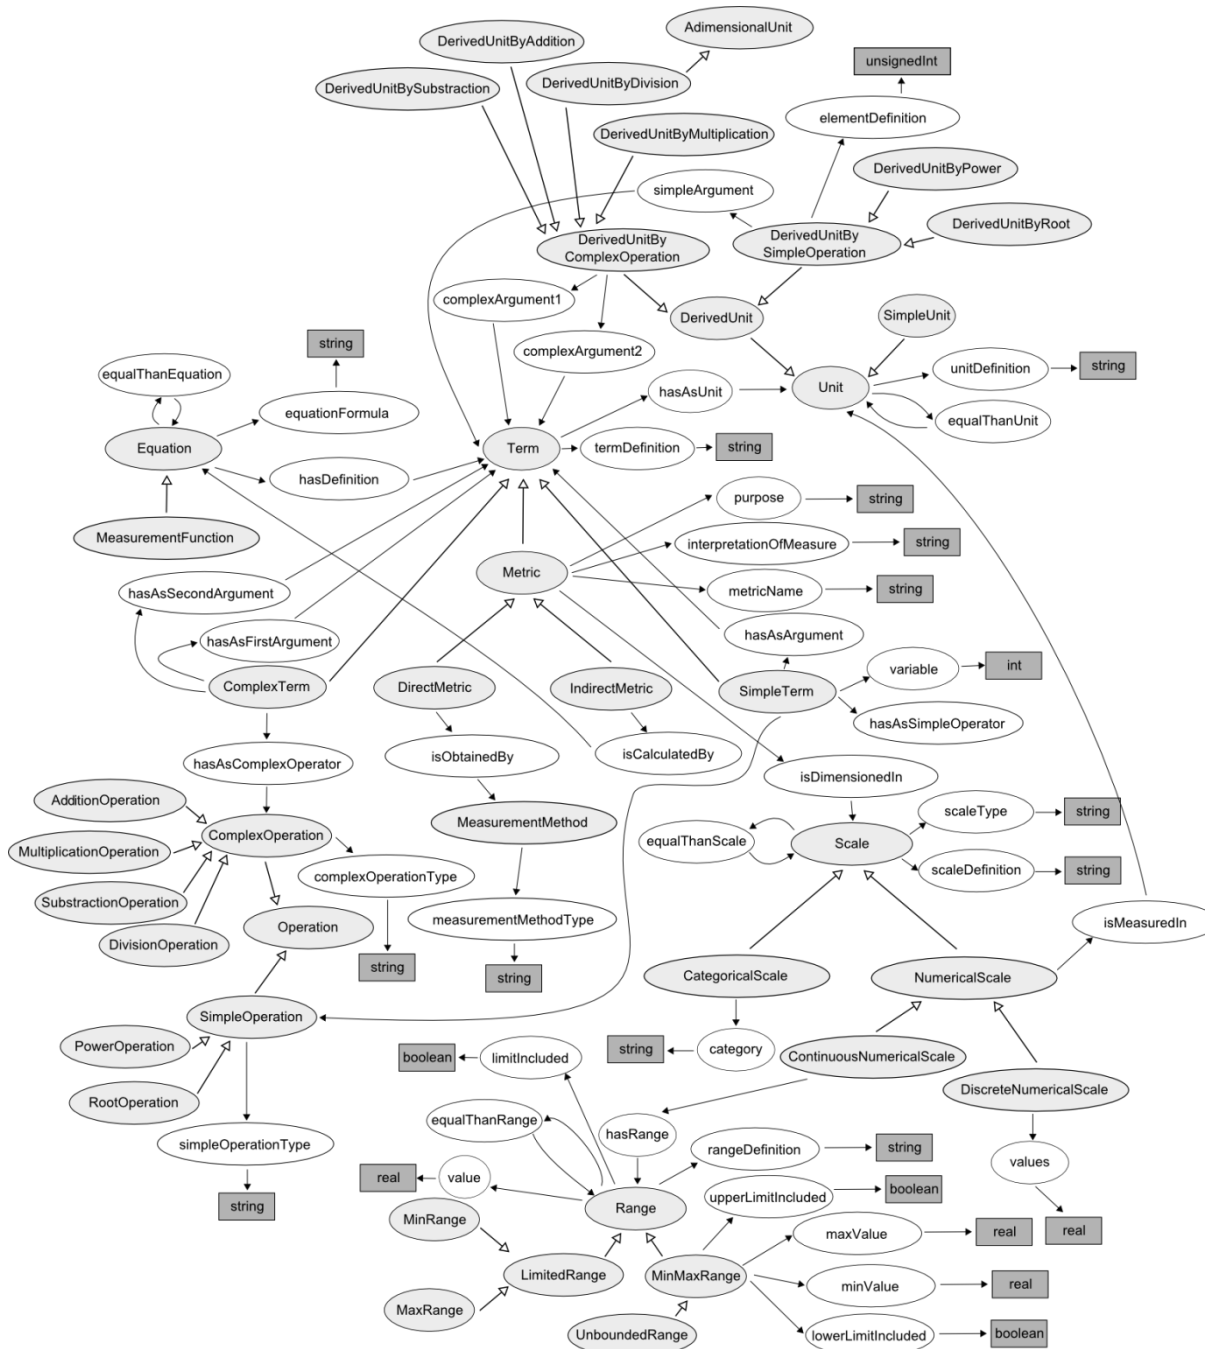 AdimensionalUnit
DerivedUnitByAddition
unsignedInt
DerivedUnitBySubstraction
DerivedUnitByDivision
elementDefinition
DerivedUnitByMultiplication
DerivedUnitByPower
simpleArgument
DerivedUnitByRoot
DerivedUnitBy
ComplexOperation
DerivedUnitBy
SimpleOperation
complexArgument1
DerivedUnit
SimpleUnit
string
complexArgument2
unitDefinition
string
equalThanEquation
hasAsUnit
Unit
equationFormula
equalThanUnit
Equation
Term
termDefinition
string
hasDefinition
purpose
string
MeasurementFunction
interpretationOfMeasure
string
Metric
hasAsSecondArgument
metricName
string
hasAsFirstArgument
hasAsArgument
variable
int
ComplexTerm
DirectMetric
IndirectMetric
SimpleTerm
hasAsSimpleOperator
isObtainedBy
isCalculatedBy
hasAsComplexOperator
isDimensionedIn
AdditionOperation
scaleType
string
MeasurementMethod
ComplexOperation
equalThanScale
Scale
MultiplicationOperation
complexOperationType
scaleDefinition
string
SubstractionOperation
measurementMethodType
isMeasuredIn
Operation
DivisionOperation
string
string
CategoricalScale
NumericalScale
SimpleOperation
PowerOperation
boolean
limitIncluded
string
category
ContinuousNumericalScale
RootOperation
DiscreteNumericalScale
equalThanRange
hasRange
simpleOperationType
rangeDefinition
string
values
real
value
upperLimitIncluded
boolean
string
MinRange
Range
maxValue
real
real
LimitedRange
MinMaxRange
minValue
real
MaxRange
UnboundedRange
lowerLimitIncluded
boolean